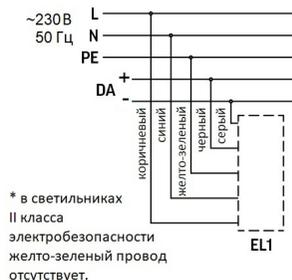 ~230 В
50 Гц
L
N
PE
DA
+
-
коричневый
синий
желто-зеленый
черный
серый
EL1
* в светильниках
II класса
электробезопасности
желто-зеленый провод
отсутствует.